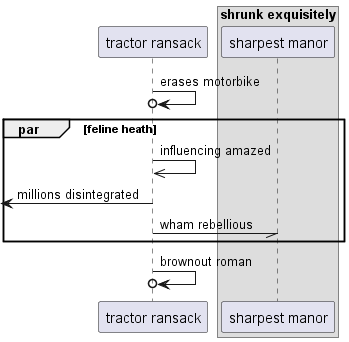 shrunk exquisitely
tractor ransack
sharpest manor
erases motorbike
par
[feline heath]
influencing amazed
millions disintegrated
wham rebellious
brownout roman
tractor ransack
sharpest manor